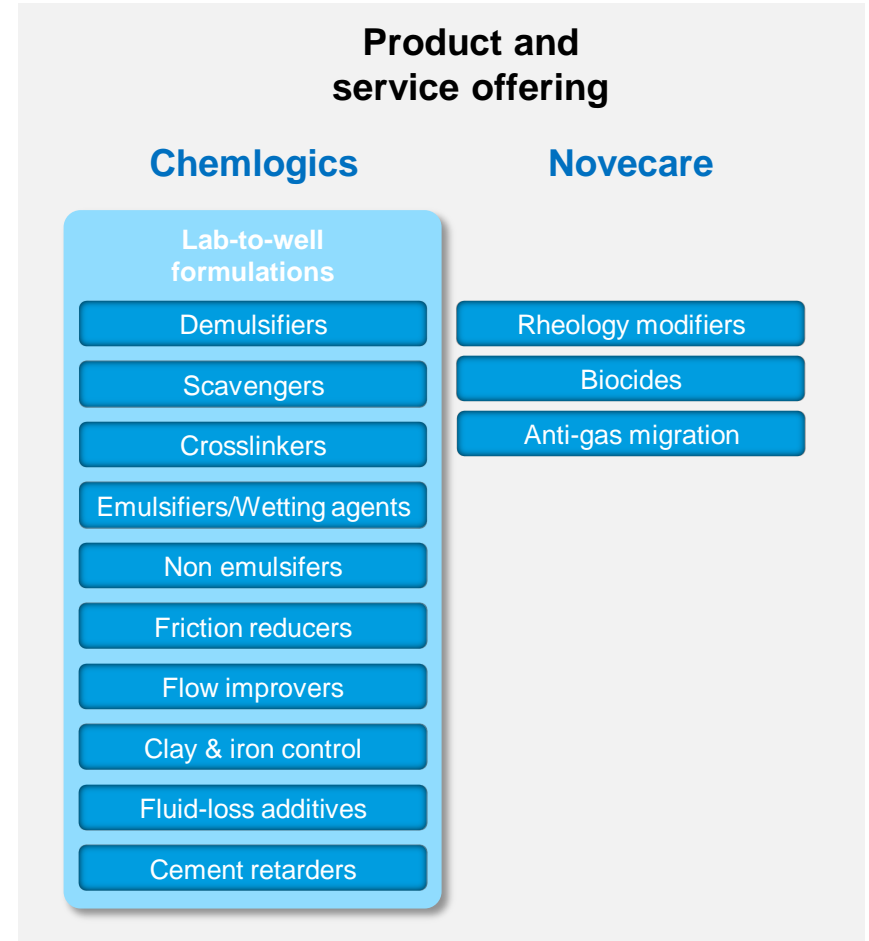 Product and
service offering
Chemlogics
Novecare
Lab-to-well
formulations
Demulsifiers
Scavengers
Crosslinkers
Emulsifiers/Wetting agents
Non emulsifers
Friction reducers
Flow improvers
Clay & iron control
Fluid-loss additives
Cement retarders
Rheology modifiers
Biocides
Anti-gas migration